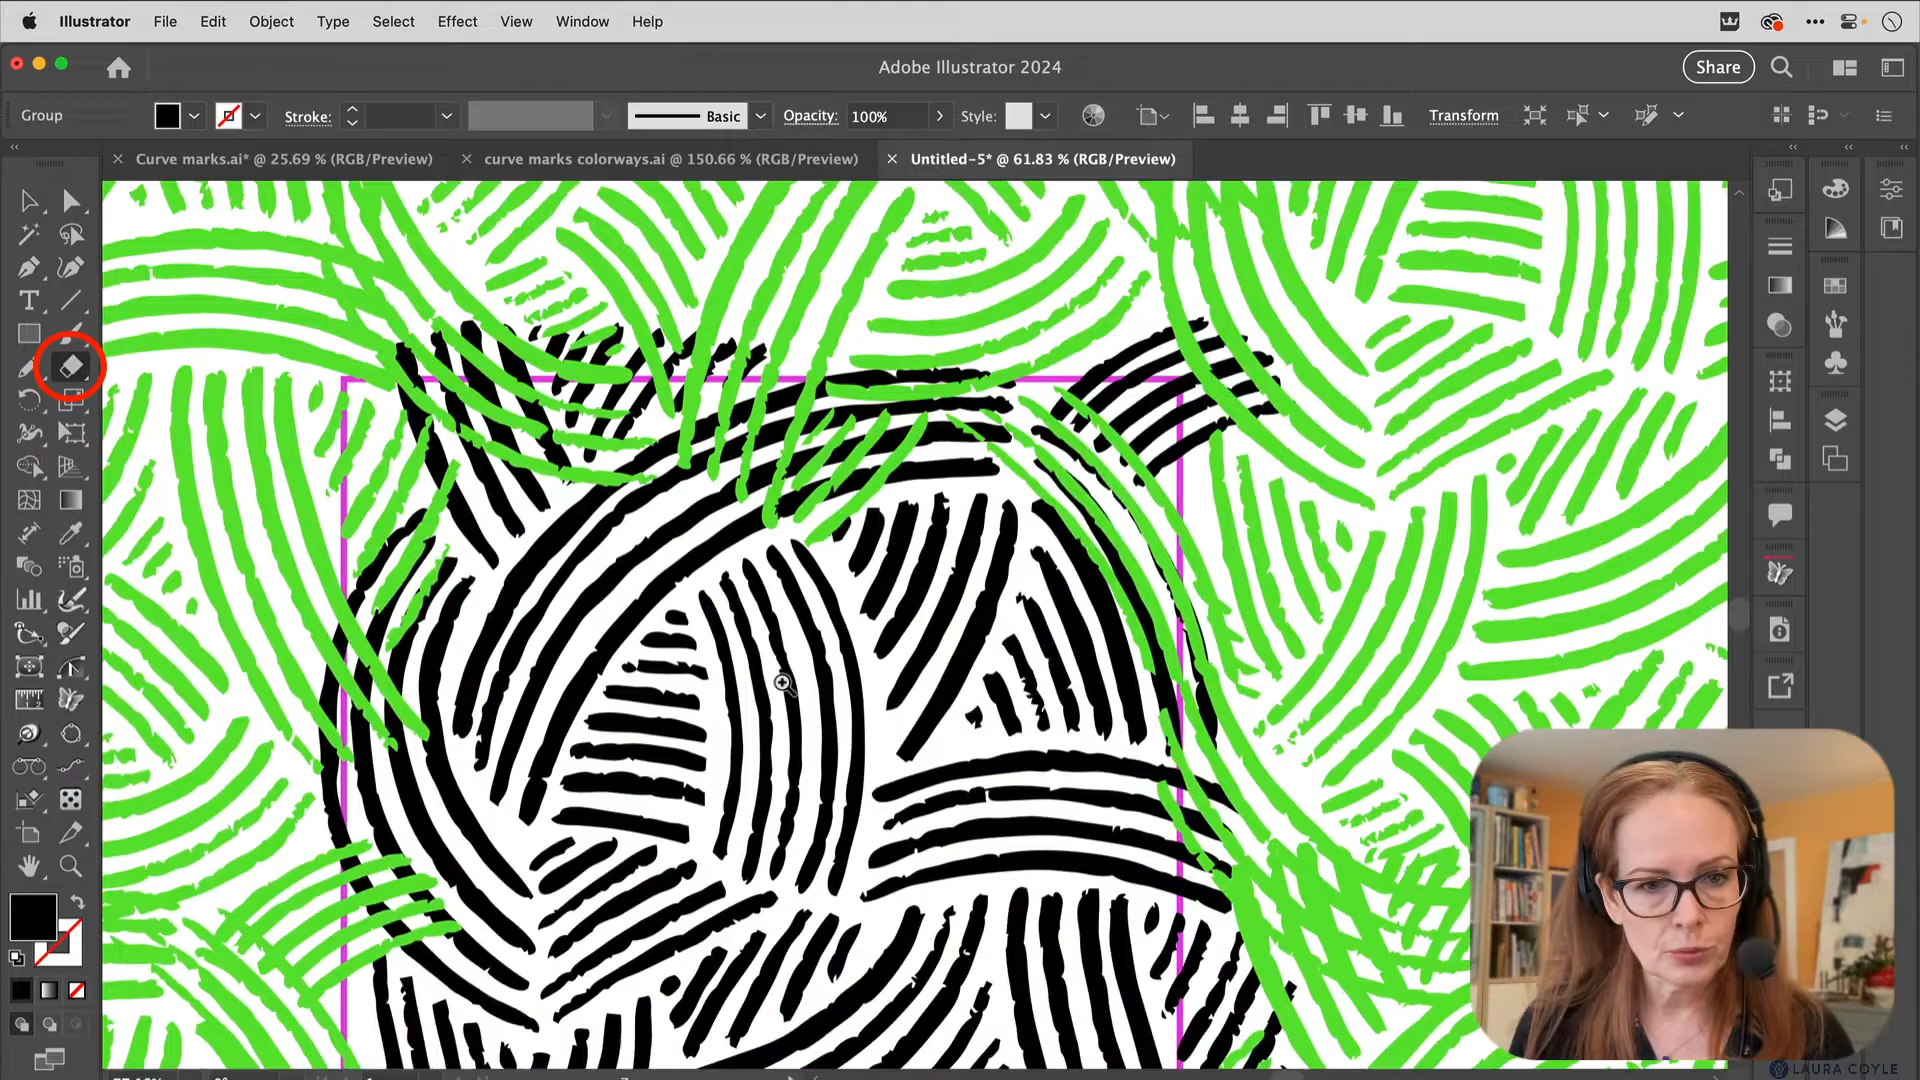 Illustrator File Edit Object Type Select Effect View Window Help
Adobe Illustrator 2024
Share
Group
Stroke:
Basic
Opacity: 100%
Style:
Transform
Curve marks.ai* @ 25.69 % (RGB/Preview)
curve marks colorways.ai @ 150.66 % (RGB/Preview)
Untitled-5* @ 61.83 % (RGB/Preview)
LAURA COYLE